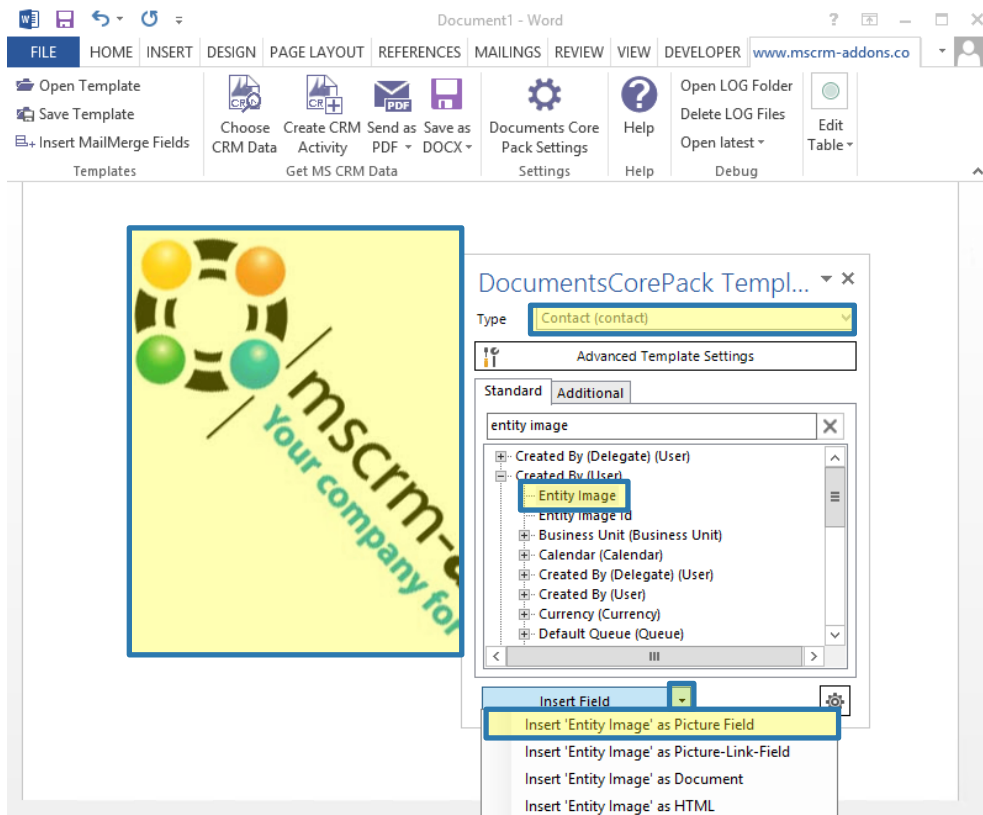 Document1 - Word
FILE HOME INSERT DESIGN PAGE LAYOUT REFERENCES MAILINGS REVIEW VIEW DEVELOPER www.mscrm-addons.co
Open Template
Save Template
Insert MailMerge Fields
Templates
CRM
Choose CRM Data
CR
Create CRM Activity
PDF
Send as PDF
Save as DOCX
Get MS CRM Data
Documents Core Pack Settings
Settings
Help
Help
Open LOG Folder
Delete LOG Files
Open latest
Debug
Edit Table
mscrm-a
Your company for
DocumentsCorePack Templ...
Type Contact (contact)
Advanced Template Settings
Standard Additional
entity image
Created By (Delegate) (User)
Created By (User)
Entity Image
Entity Image Id
Business Unit (Business Unit)
Calendar (Calendar)
Created By (Delegate) (User)
Created By (User)
Currency (Currency)
Default Queue (Queue)
Insert Field
Insert 'Entity Image' as Picture Field
Insert 'Entity Image' as Picture-Link-Field
Insert 'Entity Image' as Document
Insert 'Entity Image' as HTML